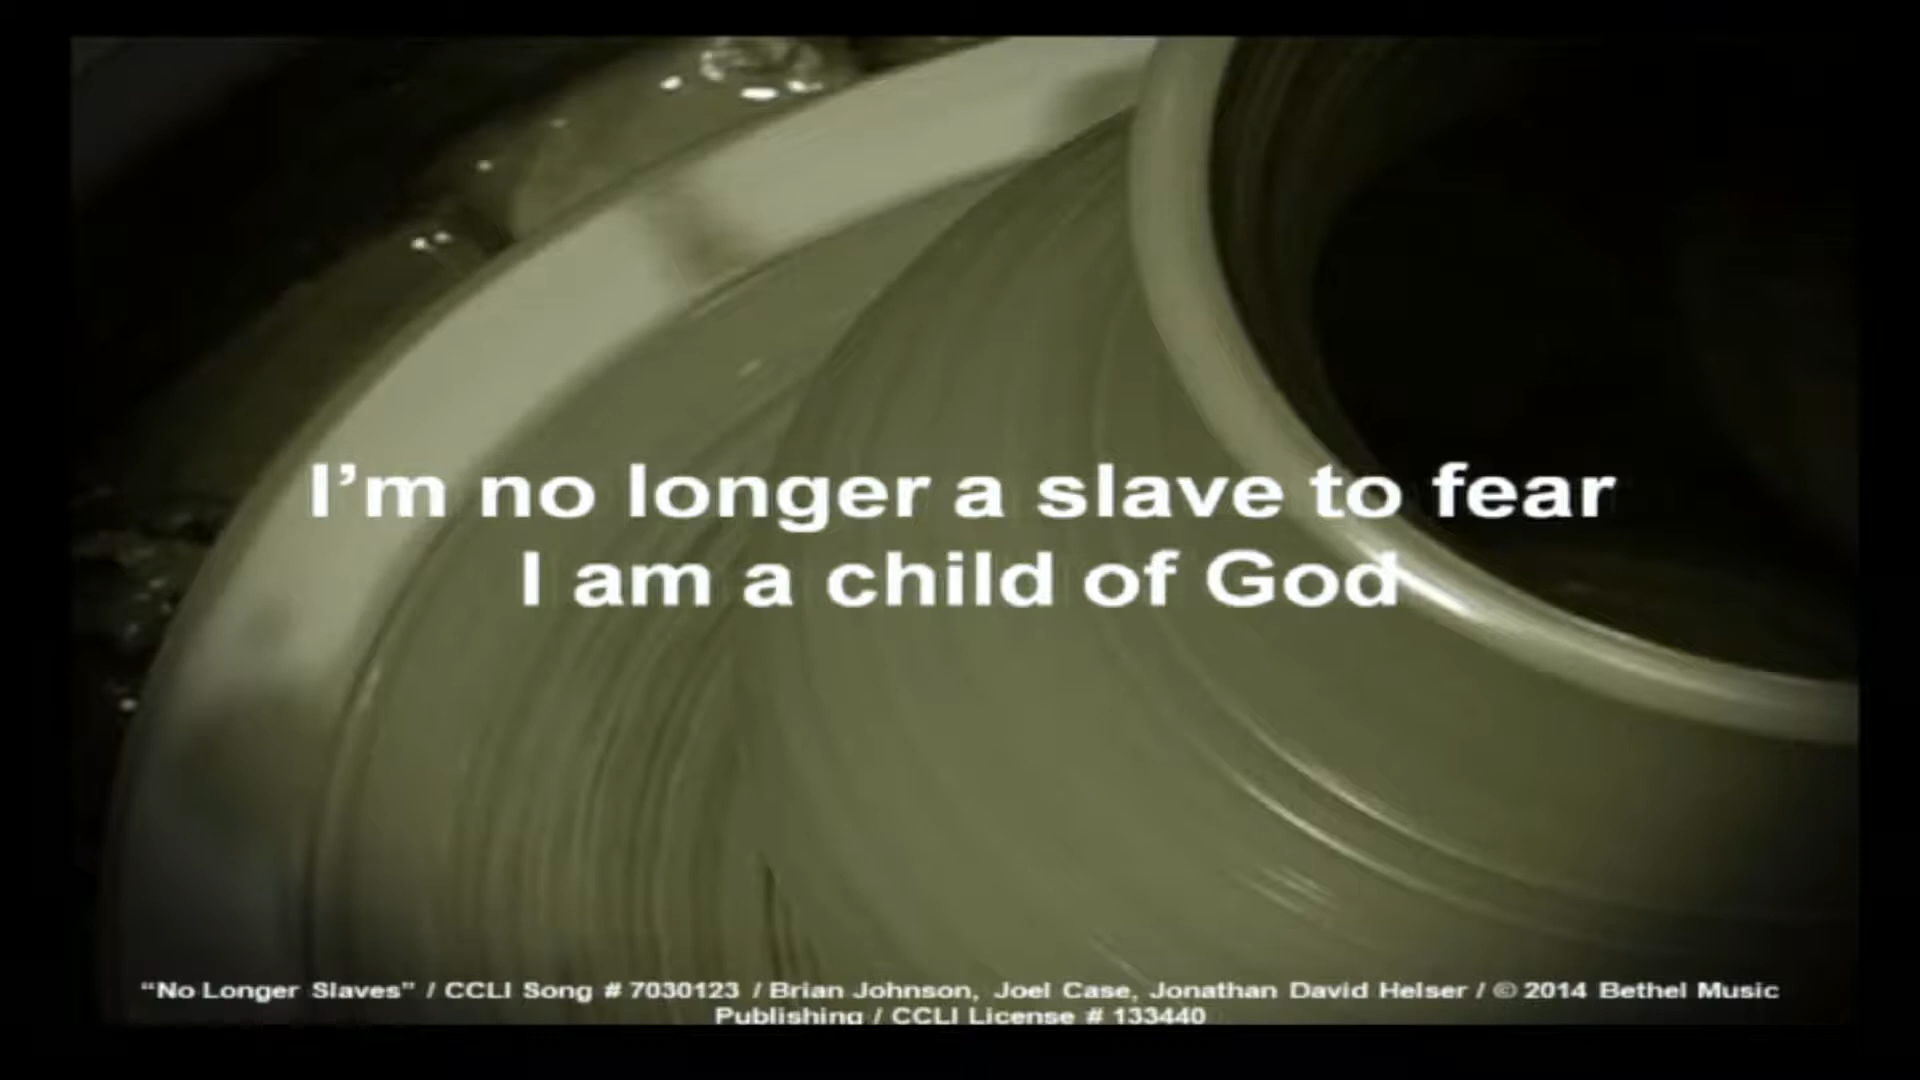 I’m no longer a slave to fear
I am a child of God
“No Longer Slaves” / CCLI Song # 7030123 / Brian Johnson, Joel Case, Jonathan David Helser / © 2014 Bethel Music
Publishing / CCLI License # 133440